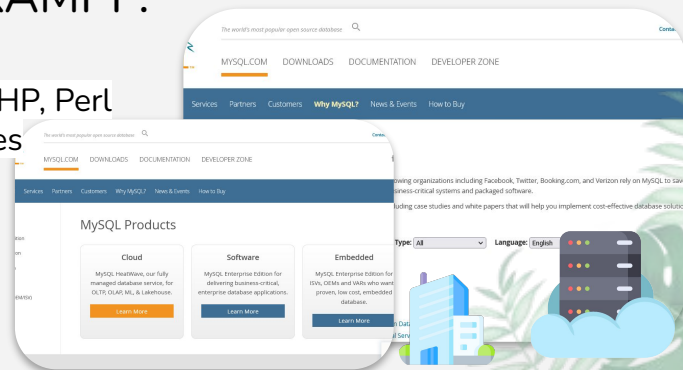 XAMPP?
HP, Perl
es
The world's most popular open source database
MYSQL.COM DOWNLOADS DOCUMENTATION DEVELOPER ZONE
Services Partners Customers Why MySQL? News & Events How to Buy
owing organizations including Facebook, Twitter, Booking.com, and Verizon rely on MySQL to save
siness-critical systems and packaged software.
luding case studies and white papers that will help you implement cost-effective database solutio
Type: All Language: English
The world's most popular open source database
MYSQL.COM DOWNLOADS DOCUMENTATION DEVELOPER ZONE
Services Partners Customers Why MySQL? News & Events How to Buy
MySQL Products
Cloud
MySQL HeatWave, our fully
managed database service, for
OLTP, OLAP, ML, & Lakehouse.
Learn More
Software
MySQL Enterprise Edition for
delivering business-critical,
enterprise database applications.
Learn More
Embedded
MySQL Enterprise Edition for
ISVs, OEMs and VARs who want
proven, low cost, embedded
database.
Learn More